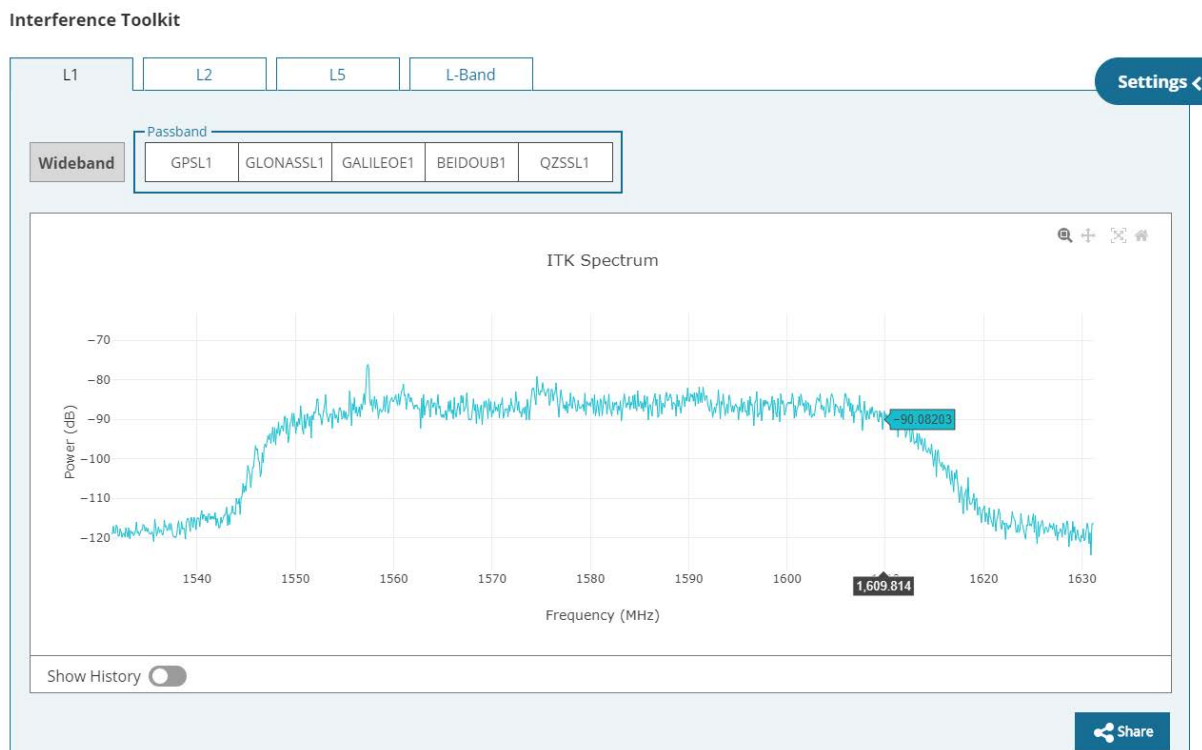 Interference Toolkit
L1 L2 L5 L-Band
Settings
Passband
Wideband GPSL1 GLONASSL1 GALILEOE1 BEIDOUB1 QZSSL1
ITK Spectrum
−70
−80
−90
−100
−110
−120
Power (dB)
−90.08203
1540 1550 1560 1570 1580 1590 1600 1620 1630
1,609.814
Frequency (MHz)
Show History
Share